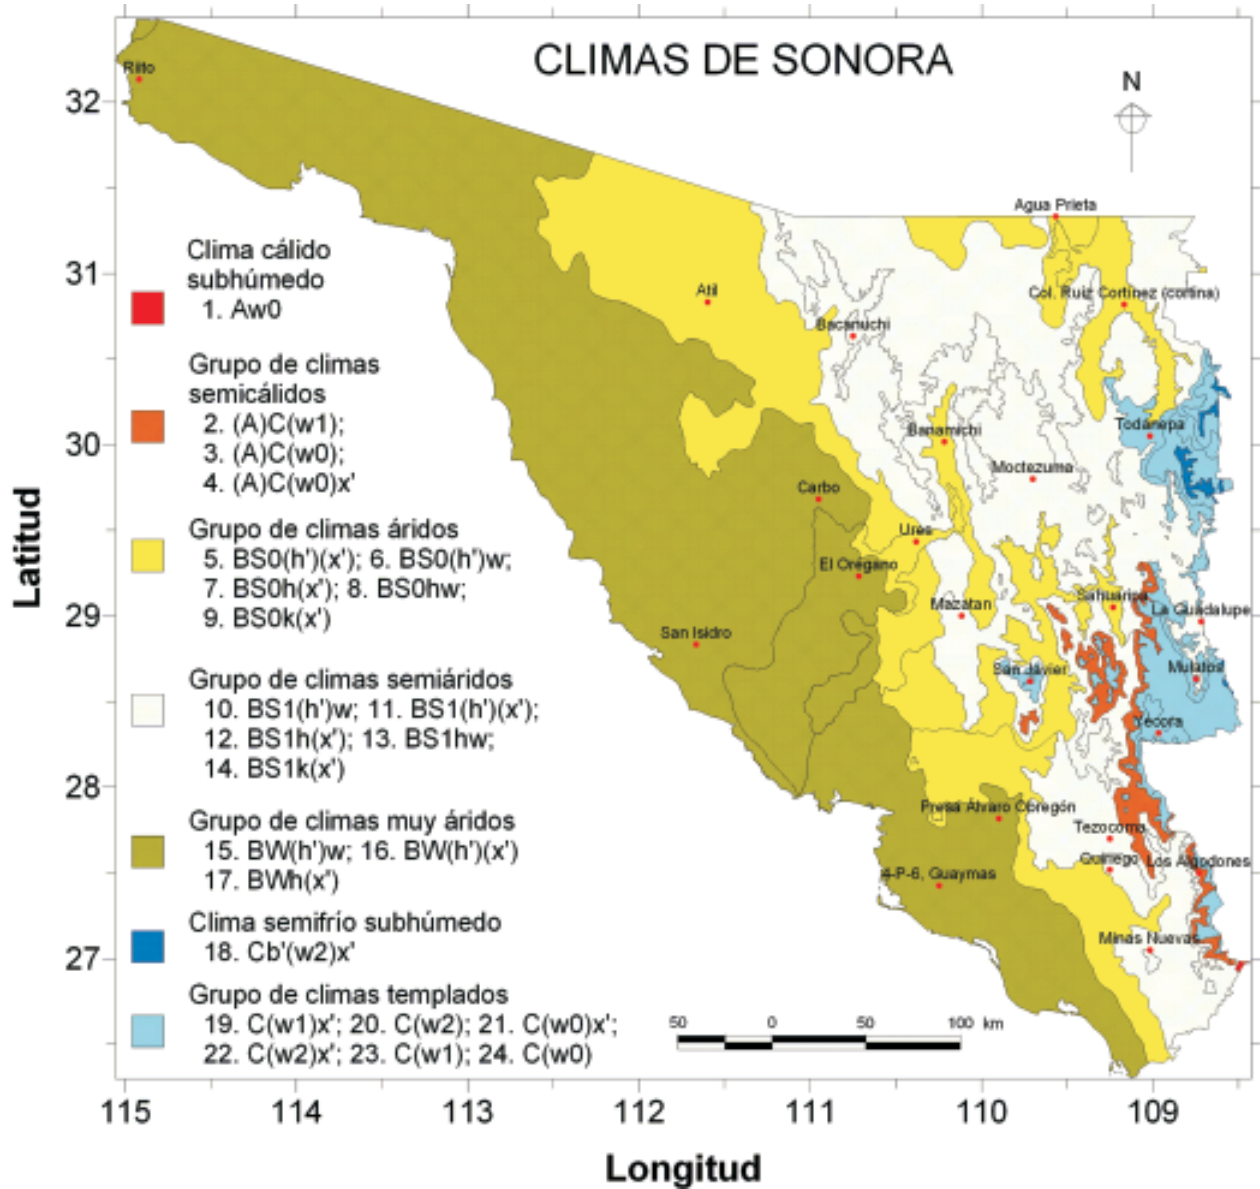 CLIMAS DE SONORA
N
Riito
Agua Prieta
Col. Ruiz Cortinez (cortina)
Atil
Bacanuchi
Banamichi
Todanepa
Moctezuma
Carbo
Ures
El Oregano
Sahuaripa
Mazatan
La Guadalupe
San Isidro
San Javier
Mulatos
Yecora
Presa Álvaro Obregón
Tezocoma
Quiriego
Los Algodones
4-P-6, Guaymas
Minas Nuevas
Clima cálido
subhúmedo
1. Aw0
Grupo de climas
semicálidos
2. (A)C(w1);
3. (A)C(w0);
4. (A)C(w0)x'
Grupo de climas áridos
5. BS0(h')(x'); 6. BS0(h')w;
7. BS0h(x'); 8. BS0hw;
9. BS0k(x')
Grupo de climas semiáridos
10. BS1(h')w; 11. BS1(h')(x');
12. BS1h(x'); 13. BS1hw;
14. BS1k(x')
Grupo de climas muy áridos
15. BW(h')w; 16. BW(h')(x')
17. BWh(x')
Clima semifrío subhúmedo
18. Cb'(w2)x'
Grupo de climas templados
19. C(w1)x'; 20. C(w2); 21. C(w0)x';
22. C(w2)x'; 23. C(w1); 24. C(w0)
50 0 50 100 km
32
31
30
29
28
27
Latitud
115 114 113 112 111 110 109
Longitud